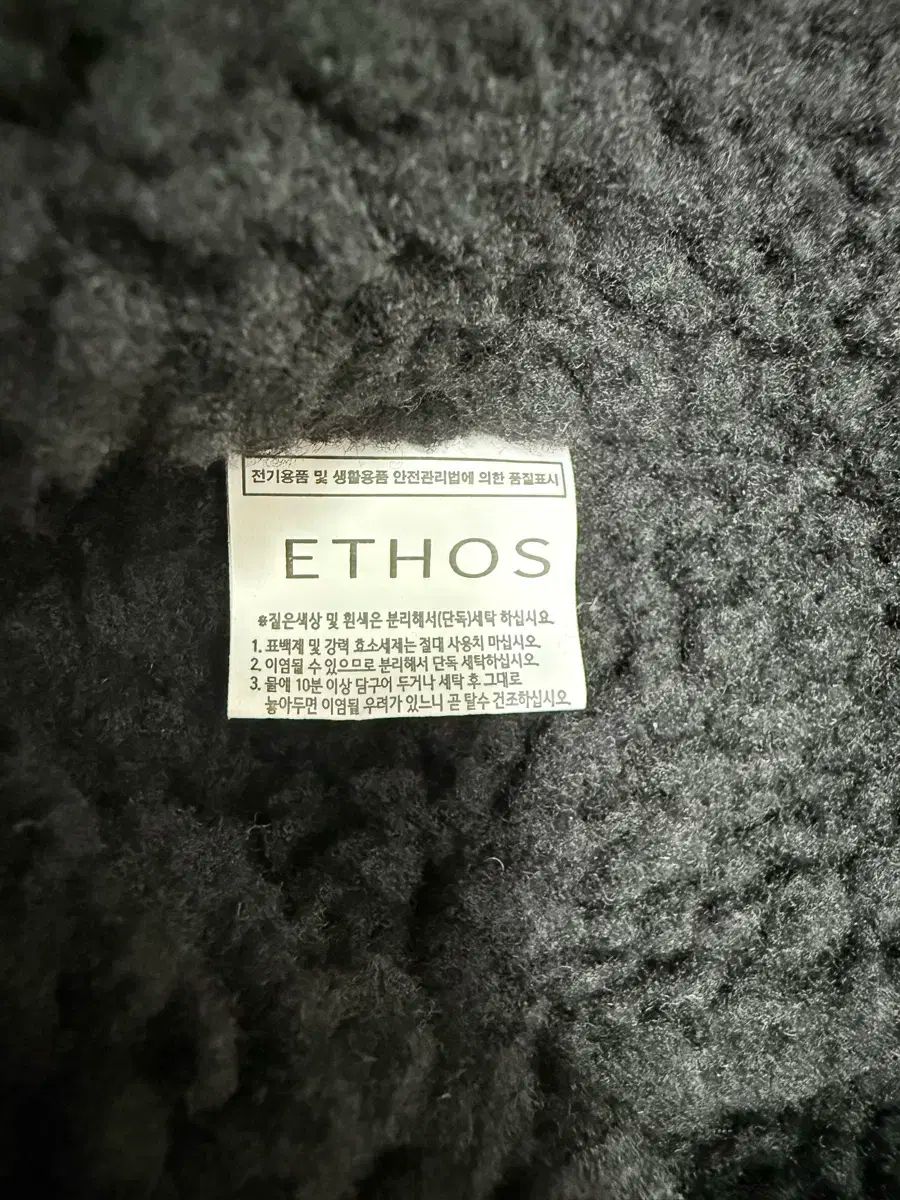 전기용품 및 생활용품 안전관리법에 의한 품질표시
ETHOS
※짙은색상 및 흰색은 분리해서(단독)세탁 하십시요.
1. 표백제 및 강력 효소세제는 절대 사용치 마십시오.
2. 이염될 수 있으므로 분리해서 단독 세탁하십시오.
3. 물에 10분 이상 담구어 두거나 세탁 후 그대로
놓아두면 이염될 우려가 있느니 곧 탈수 건조하십시오.